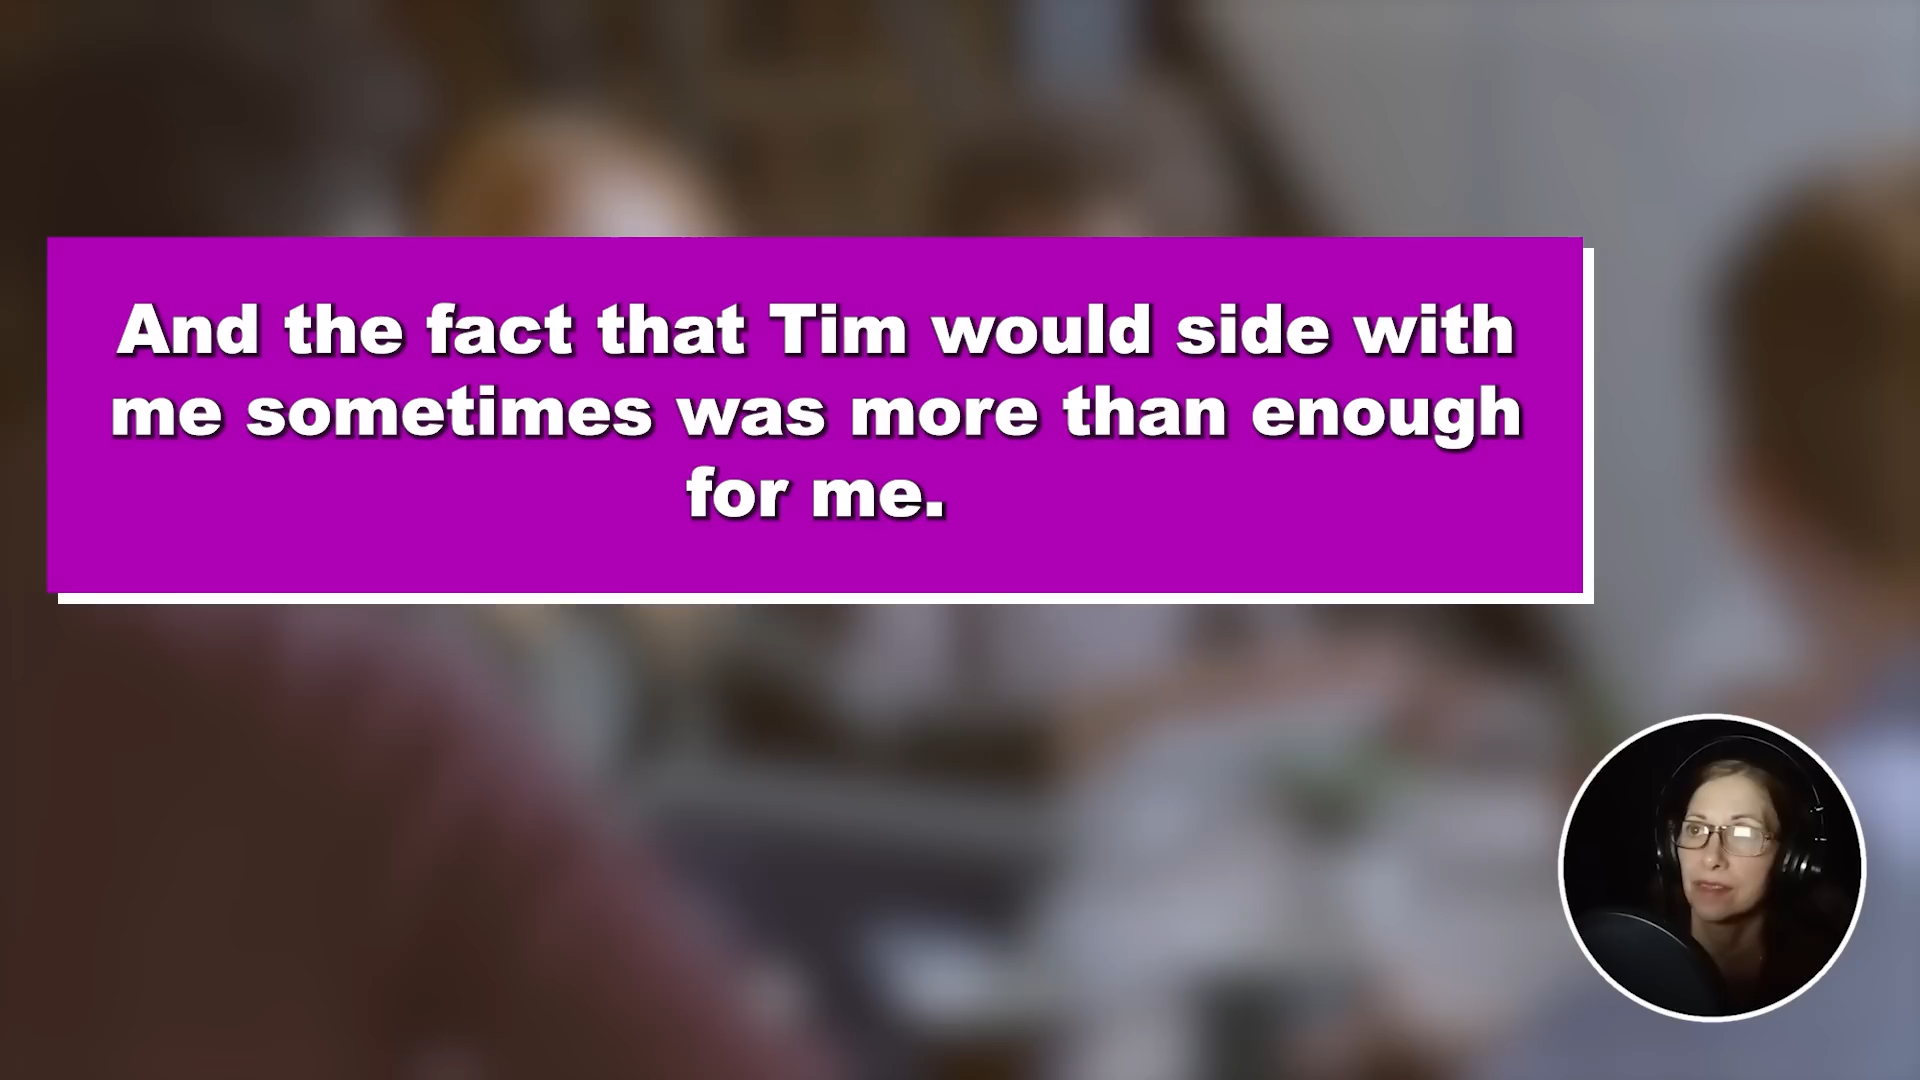 And the fact that Tim would side with
me sometimes was more than enough
for me.